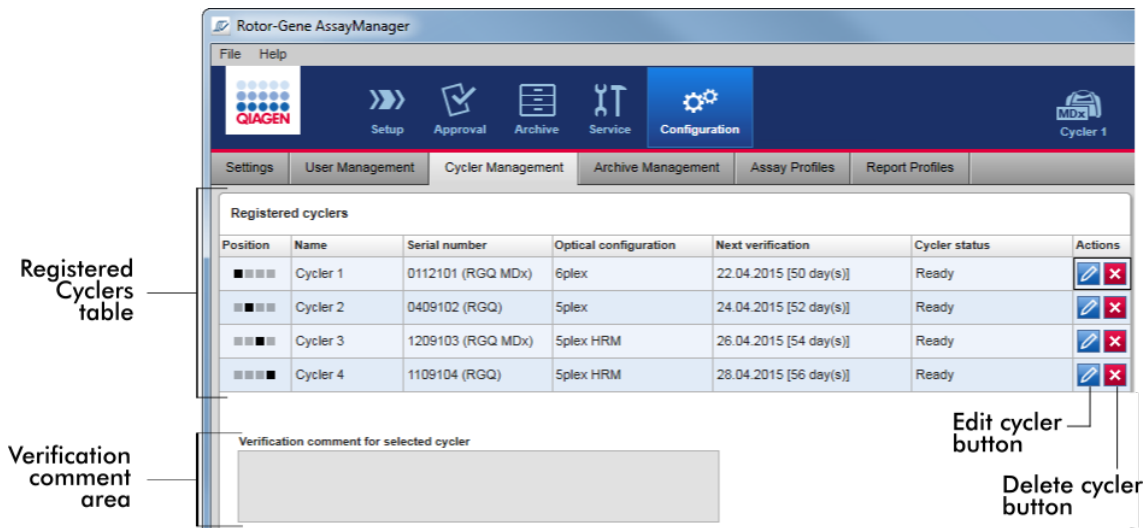 Rotor-Gene AssayManager
File Help
QIAGEN
Setup Approval Archive Service Configuration
MDx
Cycler 1
Settings User Management Cycler Management Archive Management Assay Profiles Report Profiles
Registered cyclers
Position Name Serial number Optical configuration Next verification Cycler status Actions
Cycler 1 0112101 (RGQ MDx) 6plex 22.04.2015 [50 day(s)] Ready
Cycler 2 0409102 (RGQ) 5plex 24.04.2015 [52 day(s)] Ready
Cycler 3 1209103 (RGQ MDx) 5plex HRM 26.04.2015 [54 day(s)] Ready
Cycler 4 1109104 (RGQ) 5plex HRM 28.04.2015 [56 day(s)] Ready
Registered
Cyclers
table
Edit cycler
button
Delete cycler
button
Verification comment for selected cycler
Verification
comment
area